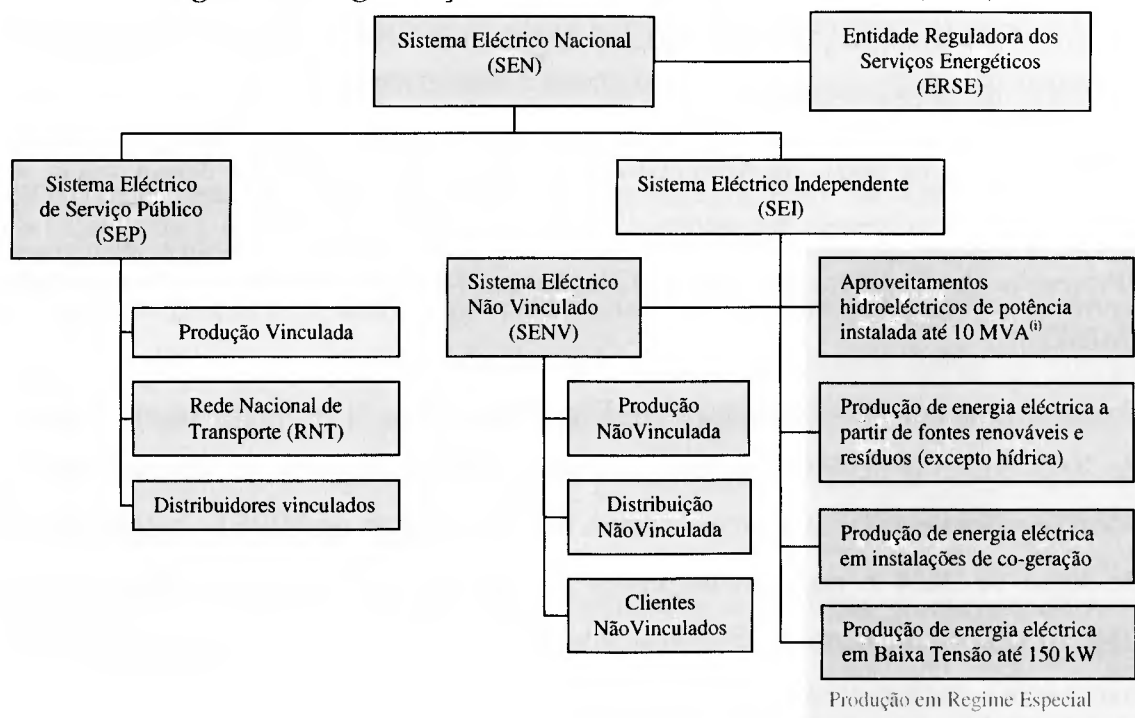 Sistema Eléctrico Nacional
(SEN)
Entidade Reguladora dos
Serviços Energéticos
(ERSE)
Sistema Eléctrico
de Serviço Público
(SEP)
Sistema Eléctrico Independente
(SEI)
Produção Vinculada
Rede Nacional de
Transporte (RNT)
Distribuidores vinculados
Sistema Eléctrico
Não Vinculado
(SENV)
Produção
NãoVinculada
Distribuição
NãoVinculada
Clientes
NãoVinculados
Aproveitamentos
hidroeléctricos de potência
instalada até 10 MVA(i)
Produção de energia eléctrica a
partir de fontes renováveis e
resíduos (excepto hídrica)
Produção de energia eléctrica
em instalações de co-geração
Produção de energia eléctrica
em Baixa Tensão até 150 kW
Produção em Regime Especial